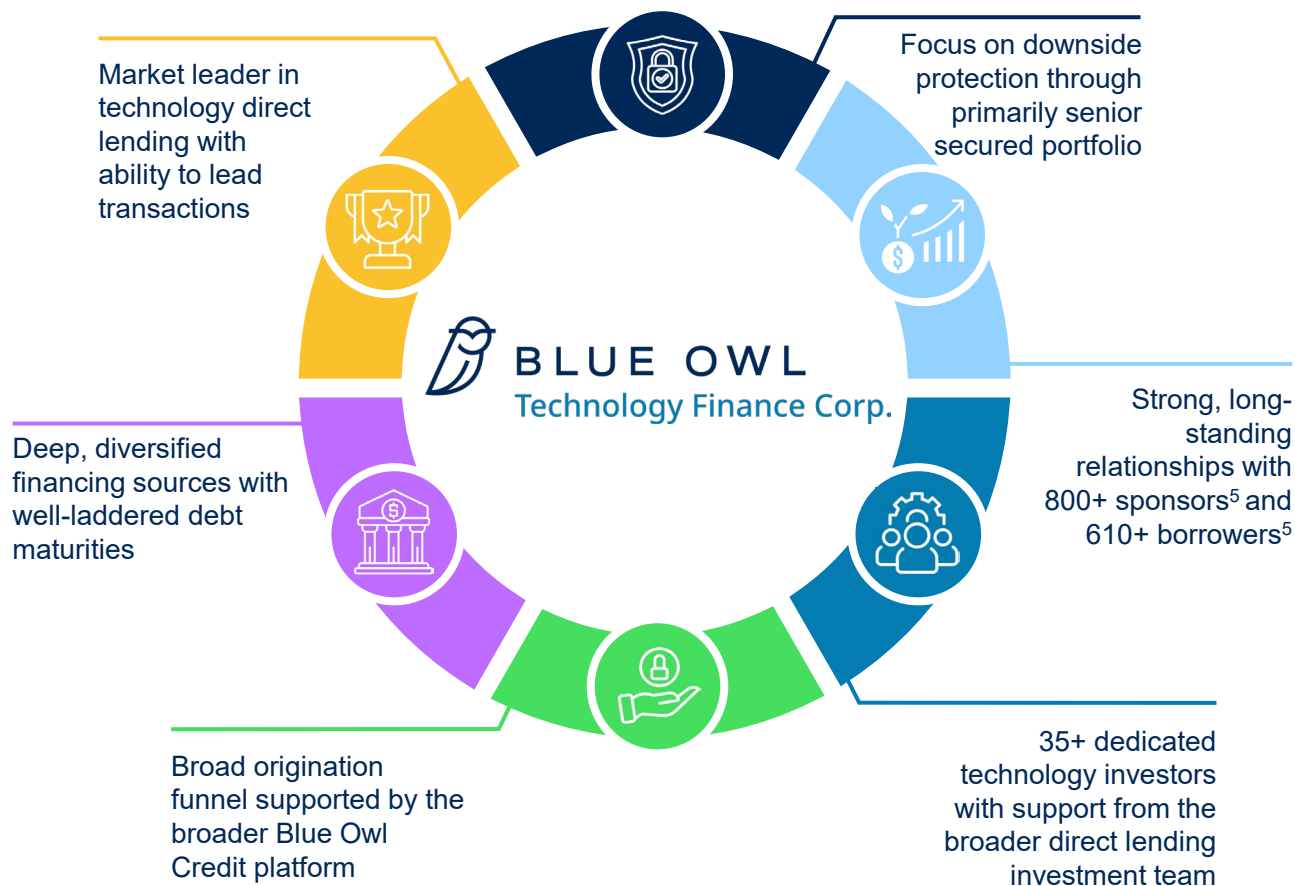 Market leader in
technology direct
lending with
ability to lead
transactions
Focus on downside
protection through
primarily senior
secured portfolio
$
$
BLUE OWL
Technology Finance Corp.
Deep, diversified
financing sources with
well-laddered debt
maturities
Strong, long-
standing
relationships with
800+ sponsors⁵ and
610+ borrowers⁵
Broad origination
funnel supported by the
broader Blue Owl
Credit platform
35+ dedicated
technology investors
with support from the
broader direct lending
investment team